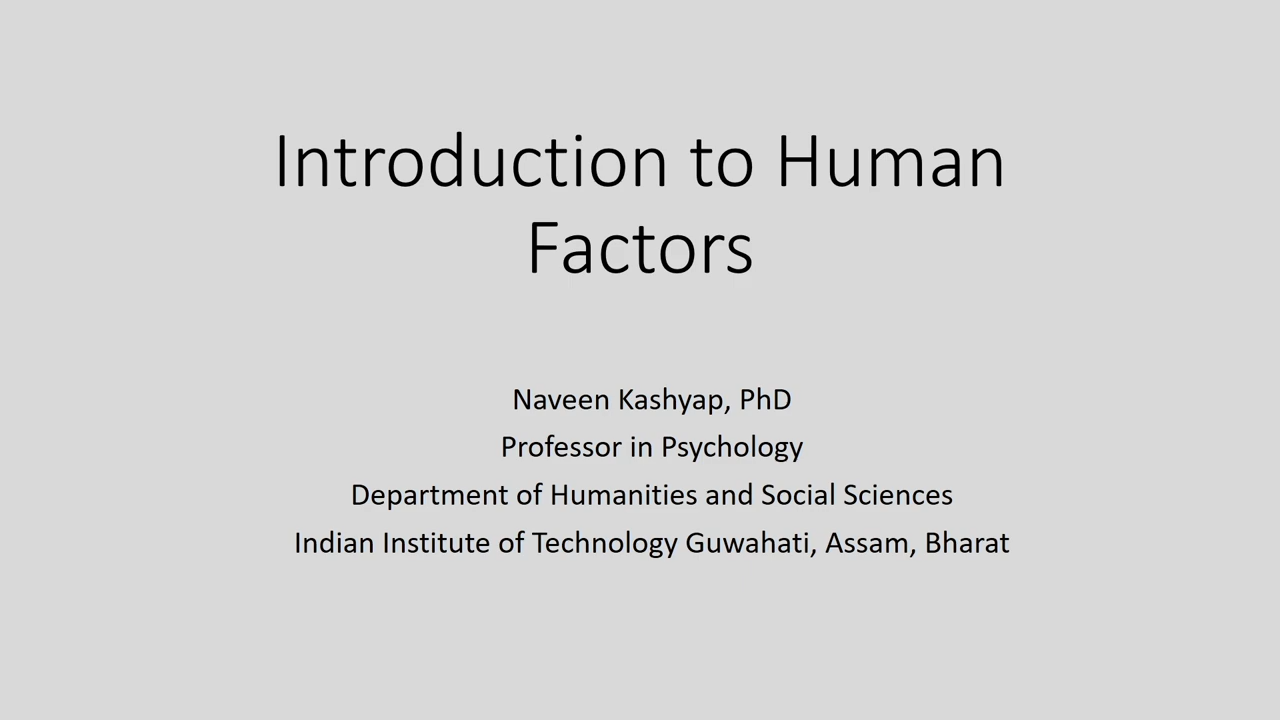 Introduction to Human
Factors
Naveen Kashyap, PhD
Professor in Psychology
Department of Humanities and Social Sciences
Indian Institute of Technology Guwahati, Assam, Bharat